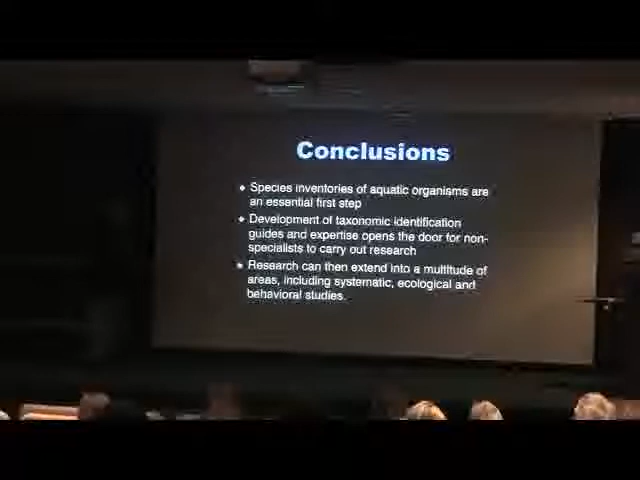 Conclusions
Species inventories of aquatic organisms are
an essential first step
Development of taxonomic identification
guides and expertise opens the door for non-
specialists to carry out research
Research can then extend into a multitude of
areas, including systematic, ecological and
behavioral studies.